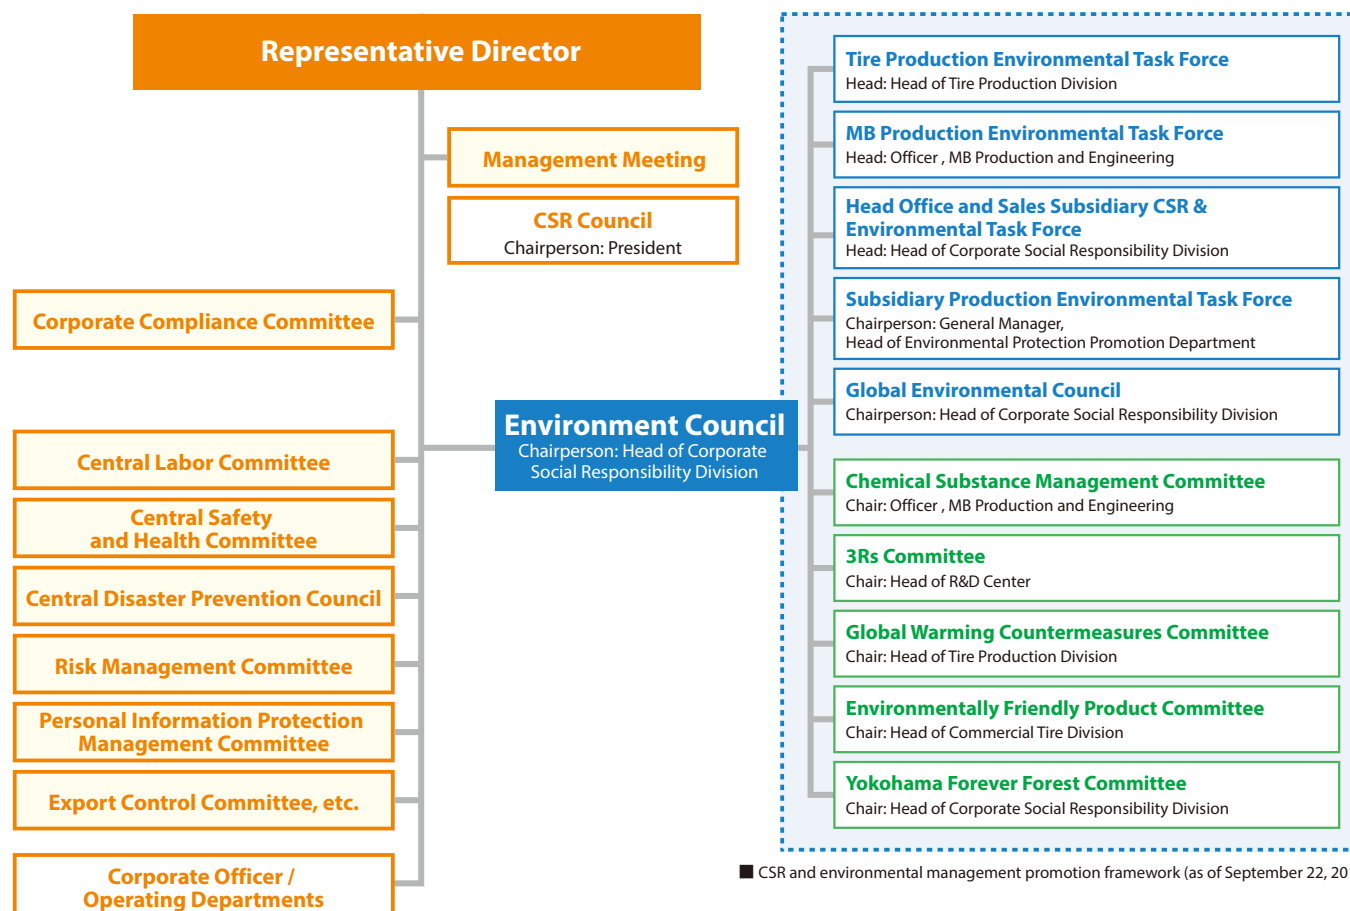 Representative Director
Management Meeting
CSR Council
Chairperson: President
Corporate Compliance Committee
Central Labor Committee
Central Safety
and Health Committee
Central Disaster Prevention Council
Risk Management Committee
Personal Information Protection
Management Committee
Export Control Committee, etc.
Corporate Officer /
Operating Departments
Environment Council
Chairperson: Head of Corporate
Social Responsibility Division
Tire Production Environmental Task Force
Head: Head of Tire Production Division
MB Production Environmental Task Force
Head: Officer , MB Production and Engineering
Head Office and Sales Subsidiary CSR &
Environmental Task Force
Head: Head of Corporate Social Responsibility Division
Subsidiary Production Environmental Task Force
Chairperson: General Manager,
Head of Environmental Protection Promotion Department
Global Environmental Council
Chairperson: Head of Corporate Social Responsibility Division
Chemical Substance Management Committee
Chair: Officer , MB Production and Engineering
3Rs Committee
Chair: Head of R&D Center
Global Warming Countermeasures Committee
Chair: Head of Tire Production Division
Environmentally Friendly Product Committee
Chair: Head of Commercial Tire Division
Yokohama Forever Forest Committee
Chair: Head of Corporate Social Responsibility Division
■ CSR and environmental management promotion framework (as of September 22,